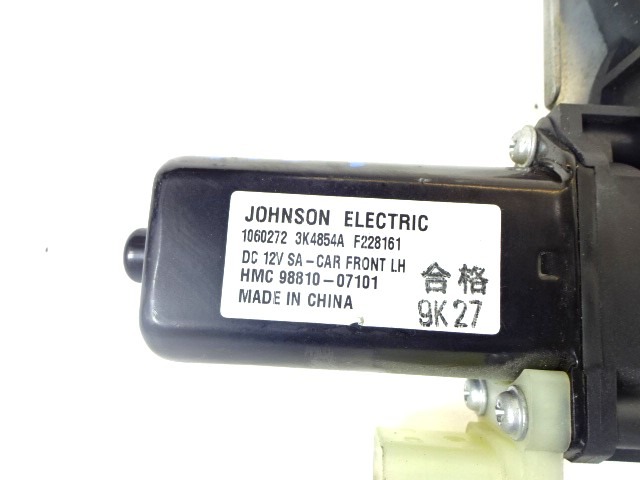 JOHNSON ELECTRIC
1060272 3K4854A F228161
DC 12V SA-CAR FRONT LH
HMC 98810-07101
MADE IN CHINA
合格
9K27